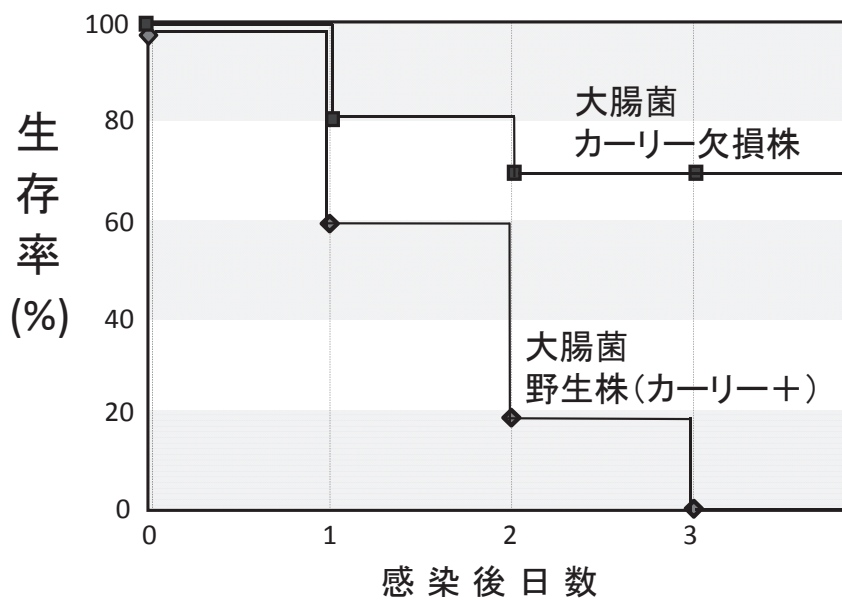 100
80
60
40
20
0
生存率
(%)
大腸菌
カーリー欠損株
大腸菌
野生株(カーリー＋)
0 1 2 3
感染後日数